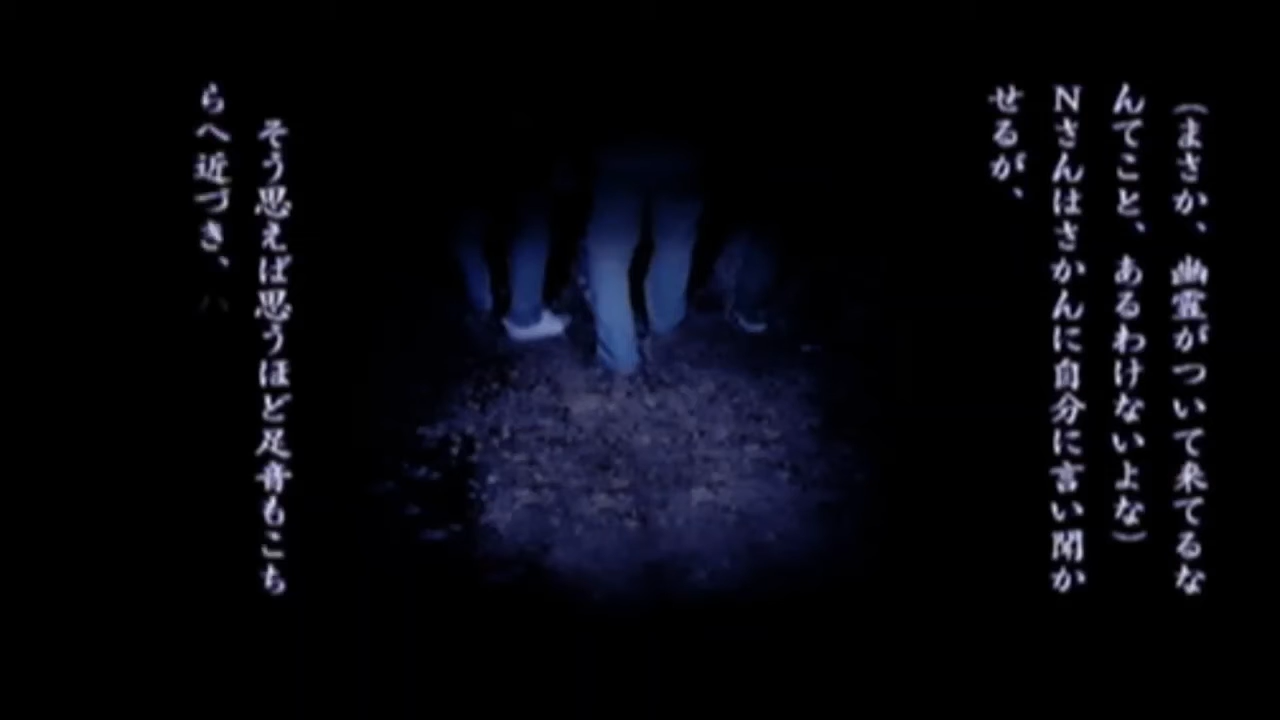 （まさか、幽霊がついて来てるな
んてこと、あるわけないよな）
Nさんはさかんに自分に言い聞か
せるが、
そう思えば思うほど足音もこち
らへ近づき、